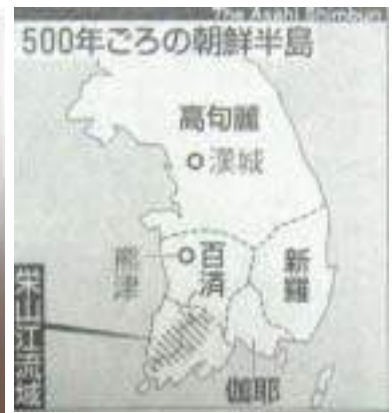 The Asahi Shimbun
500年ごろの朝鮮半島
高句麗
漢城
百済
熊津
新羅
伽耶
栄山江流域